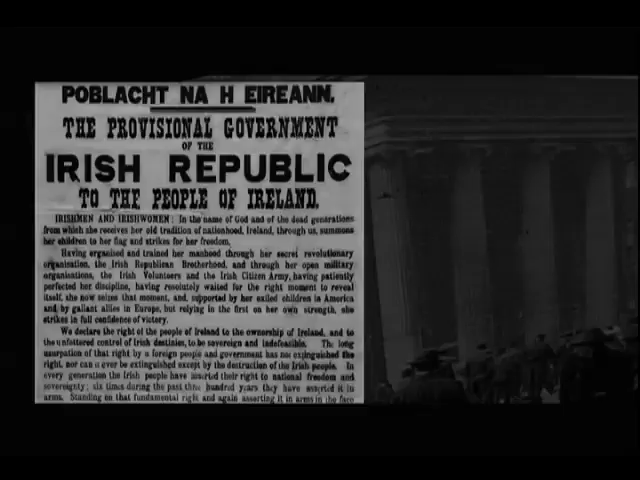 POBLACHT NA H EIREANN.
THE PROVISIONAL GOVERNMENT
OF THE
IRISH REPUBLIC
TO THE PEOPLE OF IRELAND.
IRISHMEN AND IRISHWOMEN: In the name of God and of the dead generations
from which she receives her old tradition of nationhood, Ireland, through us, summons
her children to her flag and strikes for her freedom.
Having organised and trained her manhood through her secret revolutionary
organisation, the Irish Republican Brotherhood, and through her open military
organisations, the Irish Volunteers and the Irish Citizen Army, having patiently
perfected her discipline, having resolutely waited for the right moment to reveal
itself, she now seizes that moment, and, supported by her exiled children in America
and by gallant allies in Europe, but relying in the first on her own strength, she
strikes in full confidence of victory.
We declare the right of the people of Ireland to the ownership of Ireland, and to
the unfettered control of Irish destinies, to be sovereign and indefeasible. The long
usurpation of that right by a foreign people and government has not extinguished the
right, nor can it ever be extinguished except by the destruction of the Irish people. In
every generation the Irish people have asserted their right to national freedom and
sovereignty; six times during the past three hundred years they have asserted it in
arms. Standing on that fundamental right and again asserting it in arms in the face